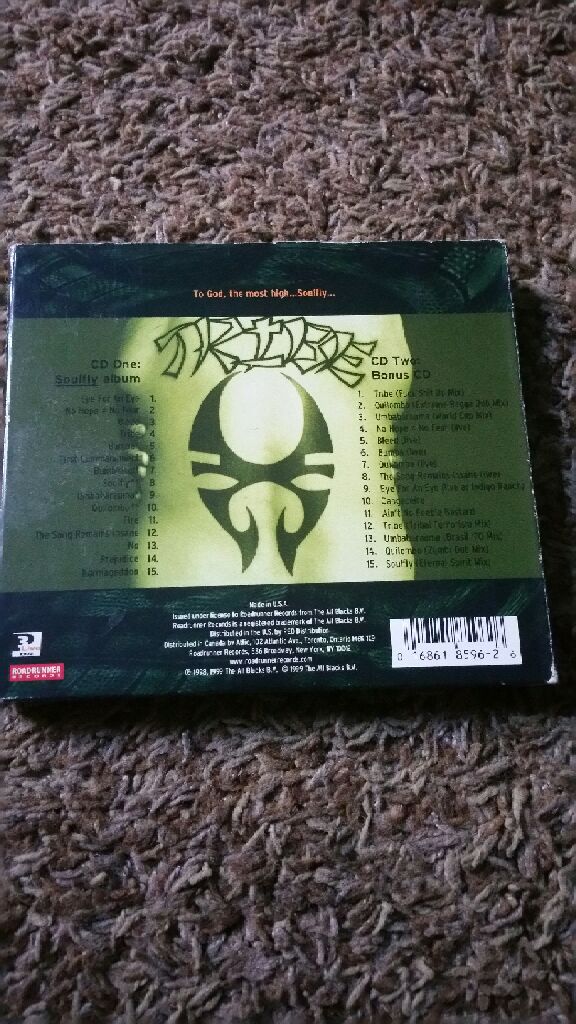 To God, the most high...Soulfly...
TRIBE
CD One:
Soulfly album
Eye For An Eye 1.
No Hope = No Fear 2.
3.
Tribe 4.
Bumba 5.
First Commandment 6.
Bumbklaatt 7.
Soulfly 8.
Umbabarauma 9.
Quilombo 10.
Fire 11.
The Song Remains Insane 12.
No 13.
Prejudice 14.
Karmageddon 15.
CD Two:
Bonus CD
1. Tribe (Fuck Shit Up Mix)
2. Quilombo (Extreme Ragga Dub Mix)
3. Umbabarauma (World Cup Mix)
4. No Hope = No Fear (live)
5. Bleed (live)
6. Bumba (live)
7. Quilombo (live)
8. The Song Remains Insane (live)
9. Eye For An Eye (live at Indigo Ranch)
10. Cangaceiro
11. Ain't No Feeble Bastard
12. Tribe (Tribal Terrorism Mix)
13. Umbabarauma (Brasil '70 Mix)
14. Quilombo (Zumbi Dub Mix)
15. Soulfly (Eternal Spirit Mix)
Made in U.S.A.
Issued under license to Roadrunner Records from The All Blacks B.V.
Roadrunner Records is a registered trademark of The All Blacks B.V.
Distributed in the U.S. by RED Distribution
Distributed in Canada by Attic, 102 Atlantic Ave., Toronto, Ontario M6K 1X9
Roadrunner Records, 536 Broadway, New York, NY 10012
www.roadrunnerrecords.com
℗ 1998, 1999 The All Blacks B.V. © 1999 The All Blacks B.V.
ROADRUNNER
RECORDS
0 16861 8596-2 6